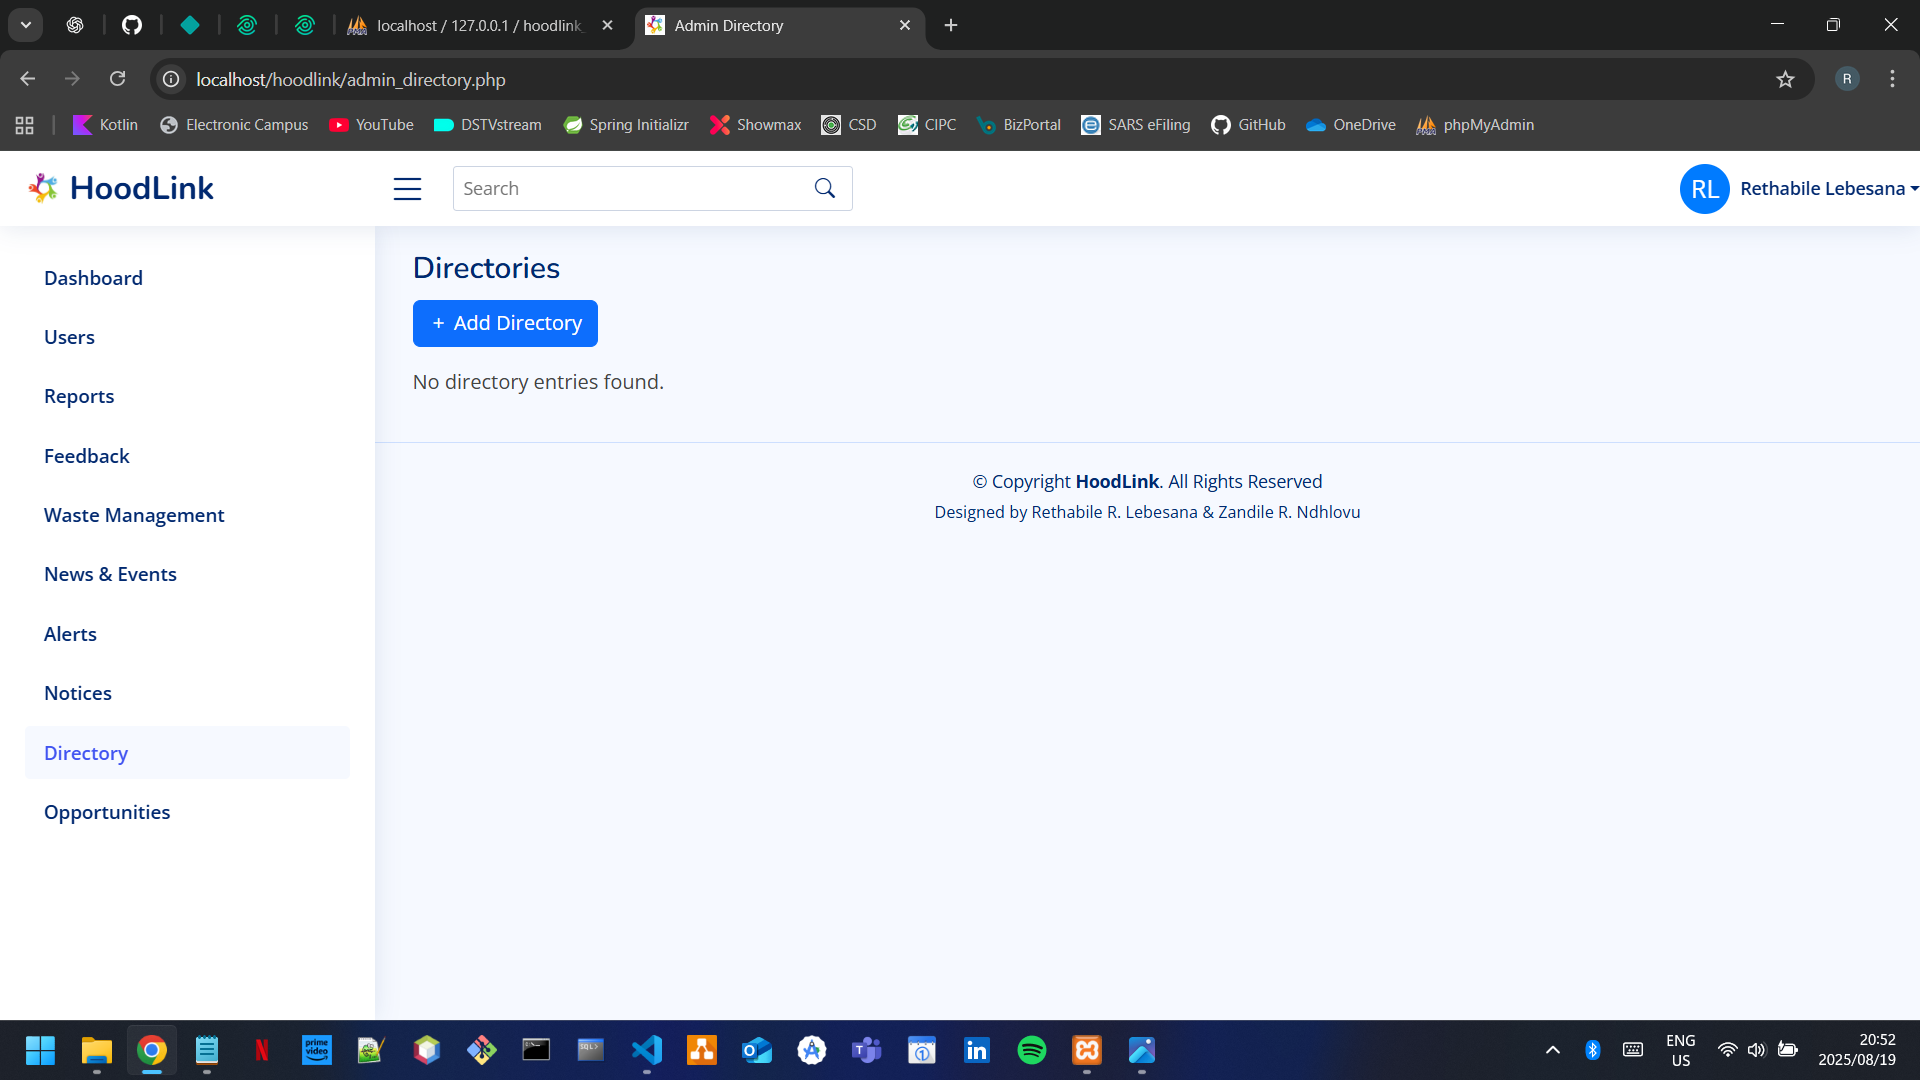 localhost / 127.0.0.1 / hoodlink_
Admin Directory
localhost/hoodlink/admin_directory.php
R
Kotlin
Electronic Campus
YouTube
DSTVstream
Spring Initializr
Showmax
CSD
CIPC
BizPortal
SARS eFiling
GitHub
OneDrive
phpMyAdmin
HoodLink
Search
RL
Rethabile Lebesana
Dashboard
Users
Reports
Feedback
Waste Management
News & Events
Alerts
Notices
Directory
Opportunities
Directories
+ Add Directory
No directory entries found.
© Copyright HoodLink. All Rights Reserved
Designed by Rethabile R. Lebesana & Zandile R. Ndhlovu
prime video
ENG
US
20:52
2025/08/19